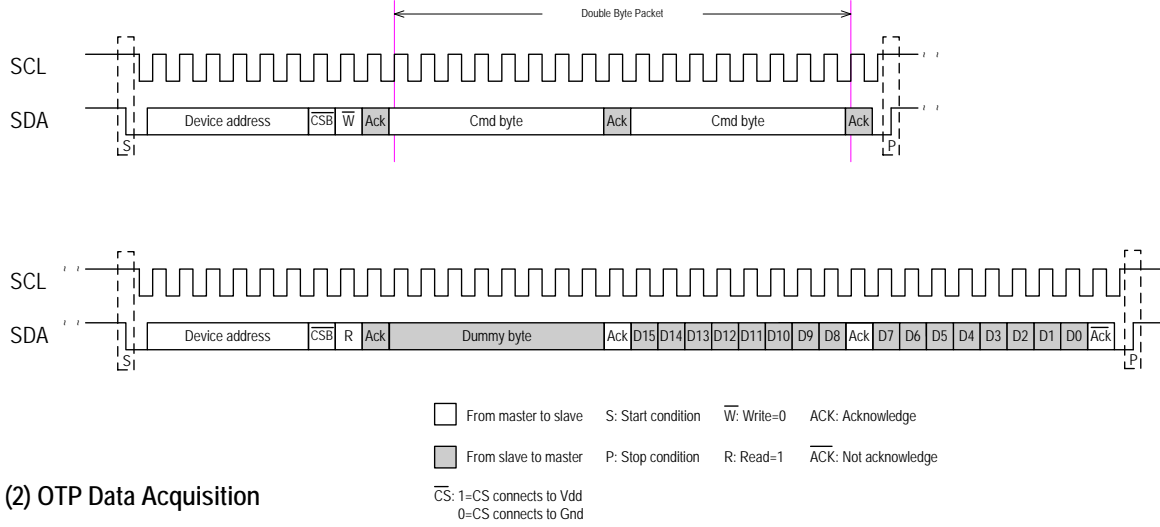 Double Byte Packet
SCL
SDA
Device address CSB W Ack Cmd byte Ack Cmd byte Ack
S P
SCL
SDA
Device address CSB R Ack Dummy byte Ack D15 D14 D13 D12 D11 D10 D9 D8 Ack D7 D6 D5 D4 D3 D2 D1 D0 Ack
S P
From master to slave S: Start condition W: Write=0 ACK: Acknowledge
From slave to master P: Stop condition R: Read=1 ACK: Not acknowledge
CS: 1=CS connects to Vdd
0=CS connects to Gnd
(2) OTP Data Acquisition